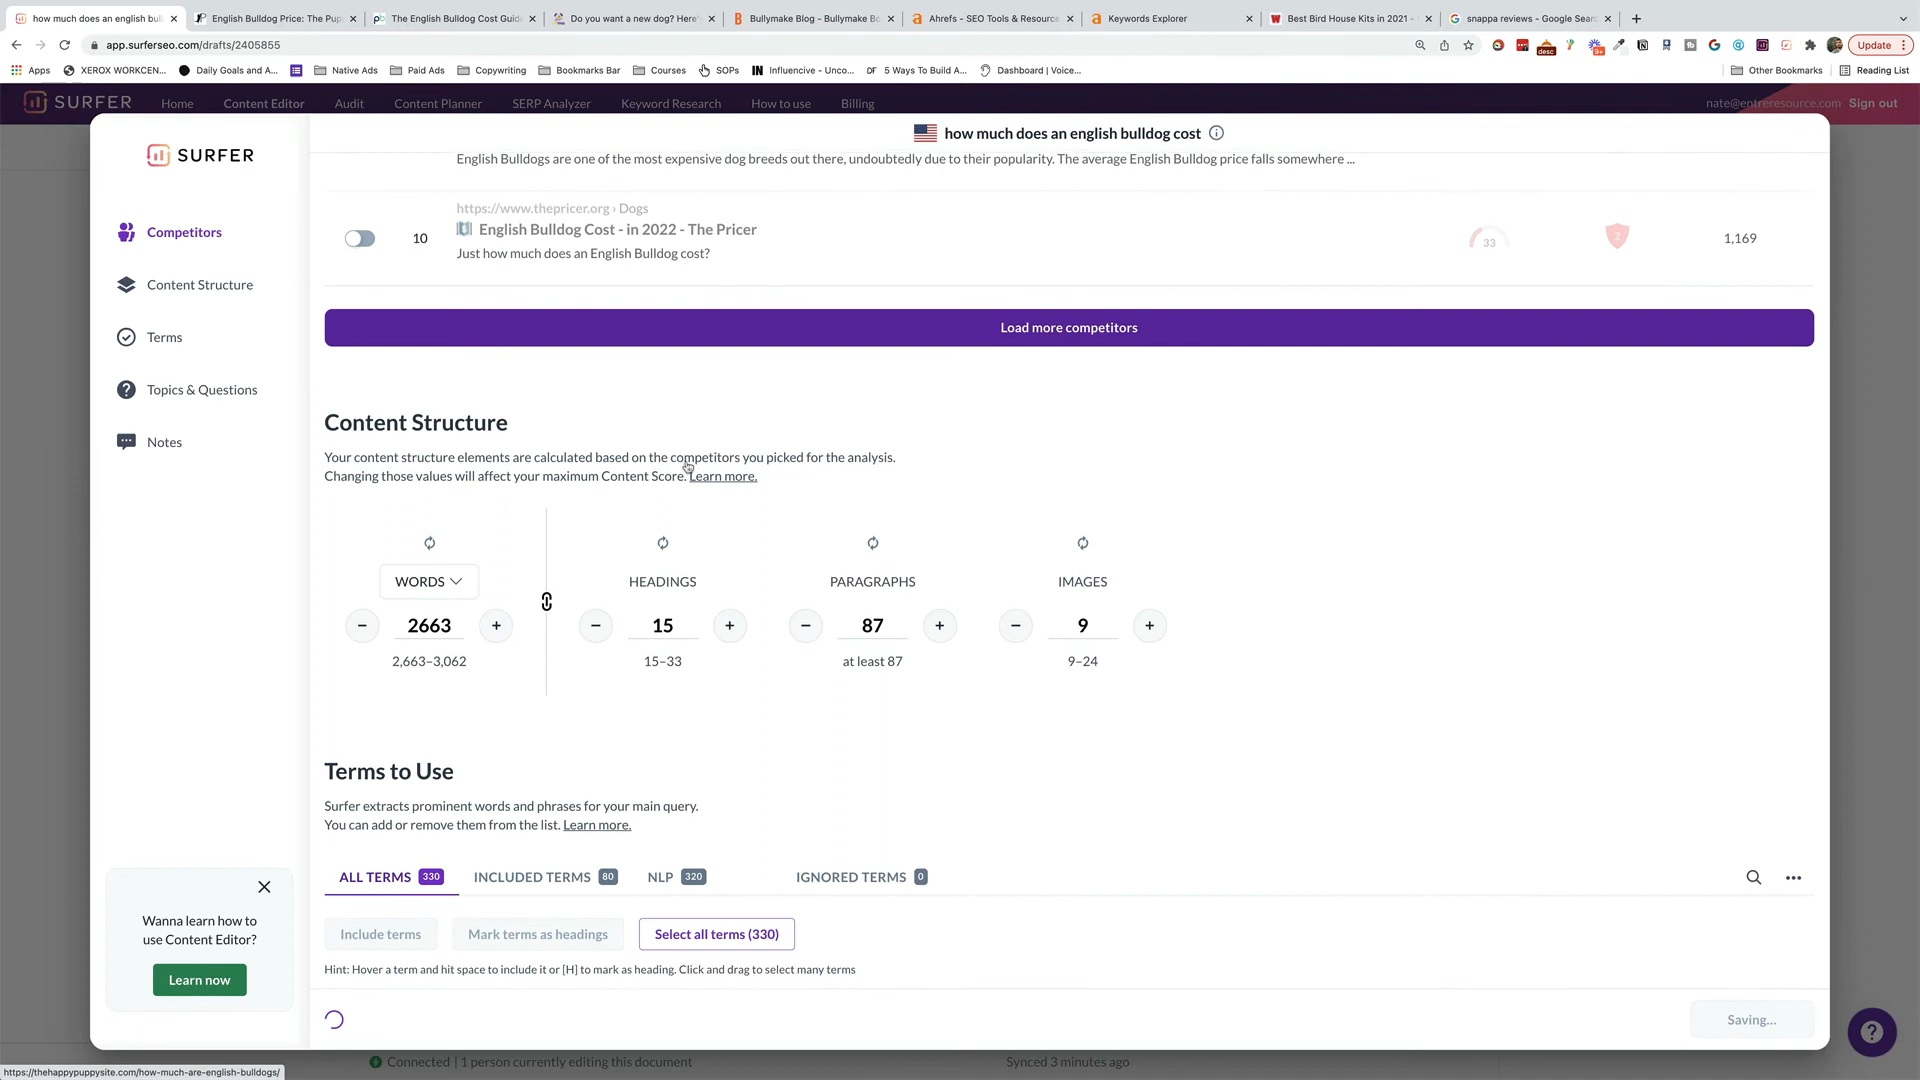 how much does an english bull
English Bulldog Price: The Pup
The English Bulldog Cost Guid
Do you want a new dog? Here'
Bullymake Blog - Bullymake Bo
Ahrefs - SEO Tools & Resource
Keywords Explorer
Best Bird House Kits in 2021 -
snappa reviews - Google Sear
app.surferseo.com/drafts/2405855
Update
Apps
XEROX WORKCEN...
Daily Goals and A...
Native Ads
Paid Ads
Copywriting
Bookmarks Bar
Courses
SOPs
Influencive - Unco...
5 Ways To Build A...
Dashboard | Voice...
Other Bookmarks
Reading List
SURFER
Home
Content Editor
Audit
Content Planner
SERP Analyzer
Keyword Research
How to use
Billing
nate@entreresource.com
Sign out
SURFER
how much does an english bulldog cost
Competitors
Content Structure
Terms
Topics & Questions
Notes
English Bulldogs are one of the most expensive dog breeds out there, undoubtedly due to their popularity. The average English Bulldog price falls somewhere ...
https://www.thepricer.org › Dogs
10
English Bulldog Cost - in 2022 - The Pricer
Just how much does an English Bulldog cost?
33
2
1,169
Load more competitors
Content Structure
Your content structure elements are calculated based on the competitors you picked for the analysis.
Changing those values will affect your maximum Content Score. Learn more.
WORDS
HEADINGS
PARAGRAPHS
IMAGES
− 2663 +
− 15 +
− 87 +
− 9 +
2,663–3,062
15–33
at least 87
9–24
Terms to Use
Surfer extracts prominent words and phrases for your main query.
You can add or remove them from the list. Learn more.
ALL TERMS 330
INCLUDED TERMS 80
NLP 320
IGNORED TERMS 0
Include terms
Mark terms as headings
Select all terms (330)
Hint: Hover a term and hit space to include it or [H] to mark as heading. Click and drag to select many terms
Wanna learn how to
use Content Editor?
Learn now
Saving...
Connected | 1 person currently editing this document
Synced 3 minutes ago
https://thehappypuppysite.com/how-much-are-english-bulldogs/